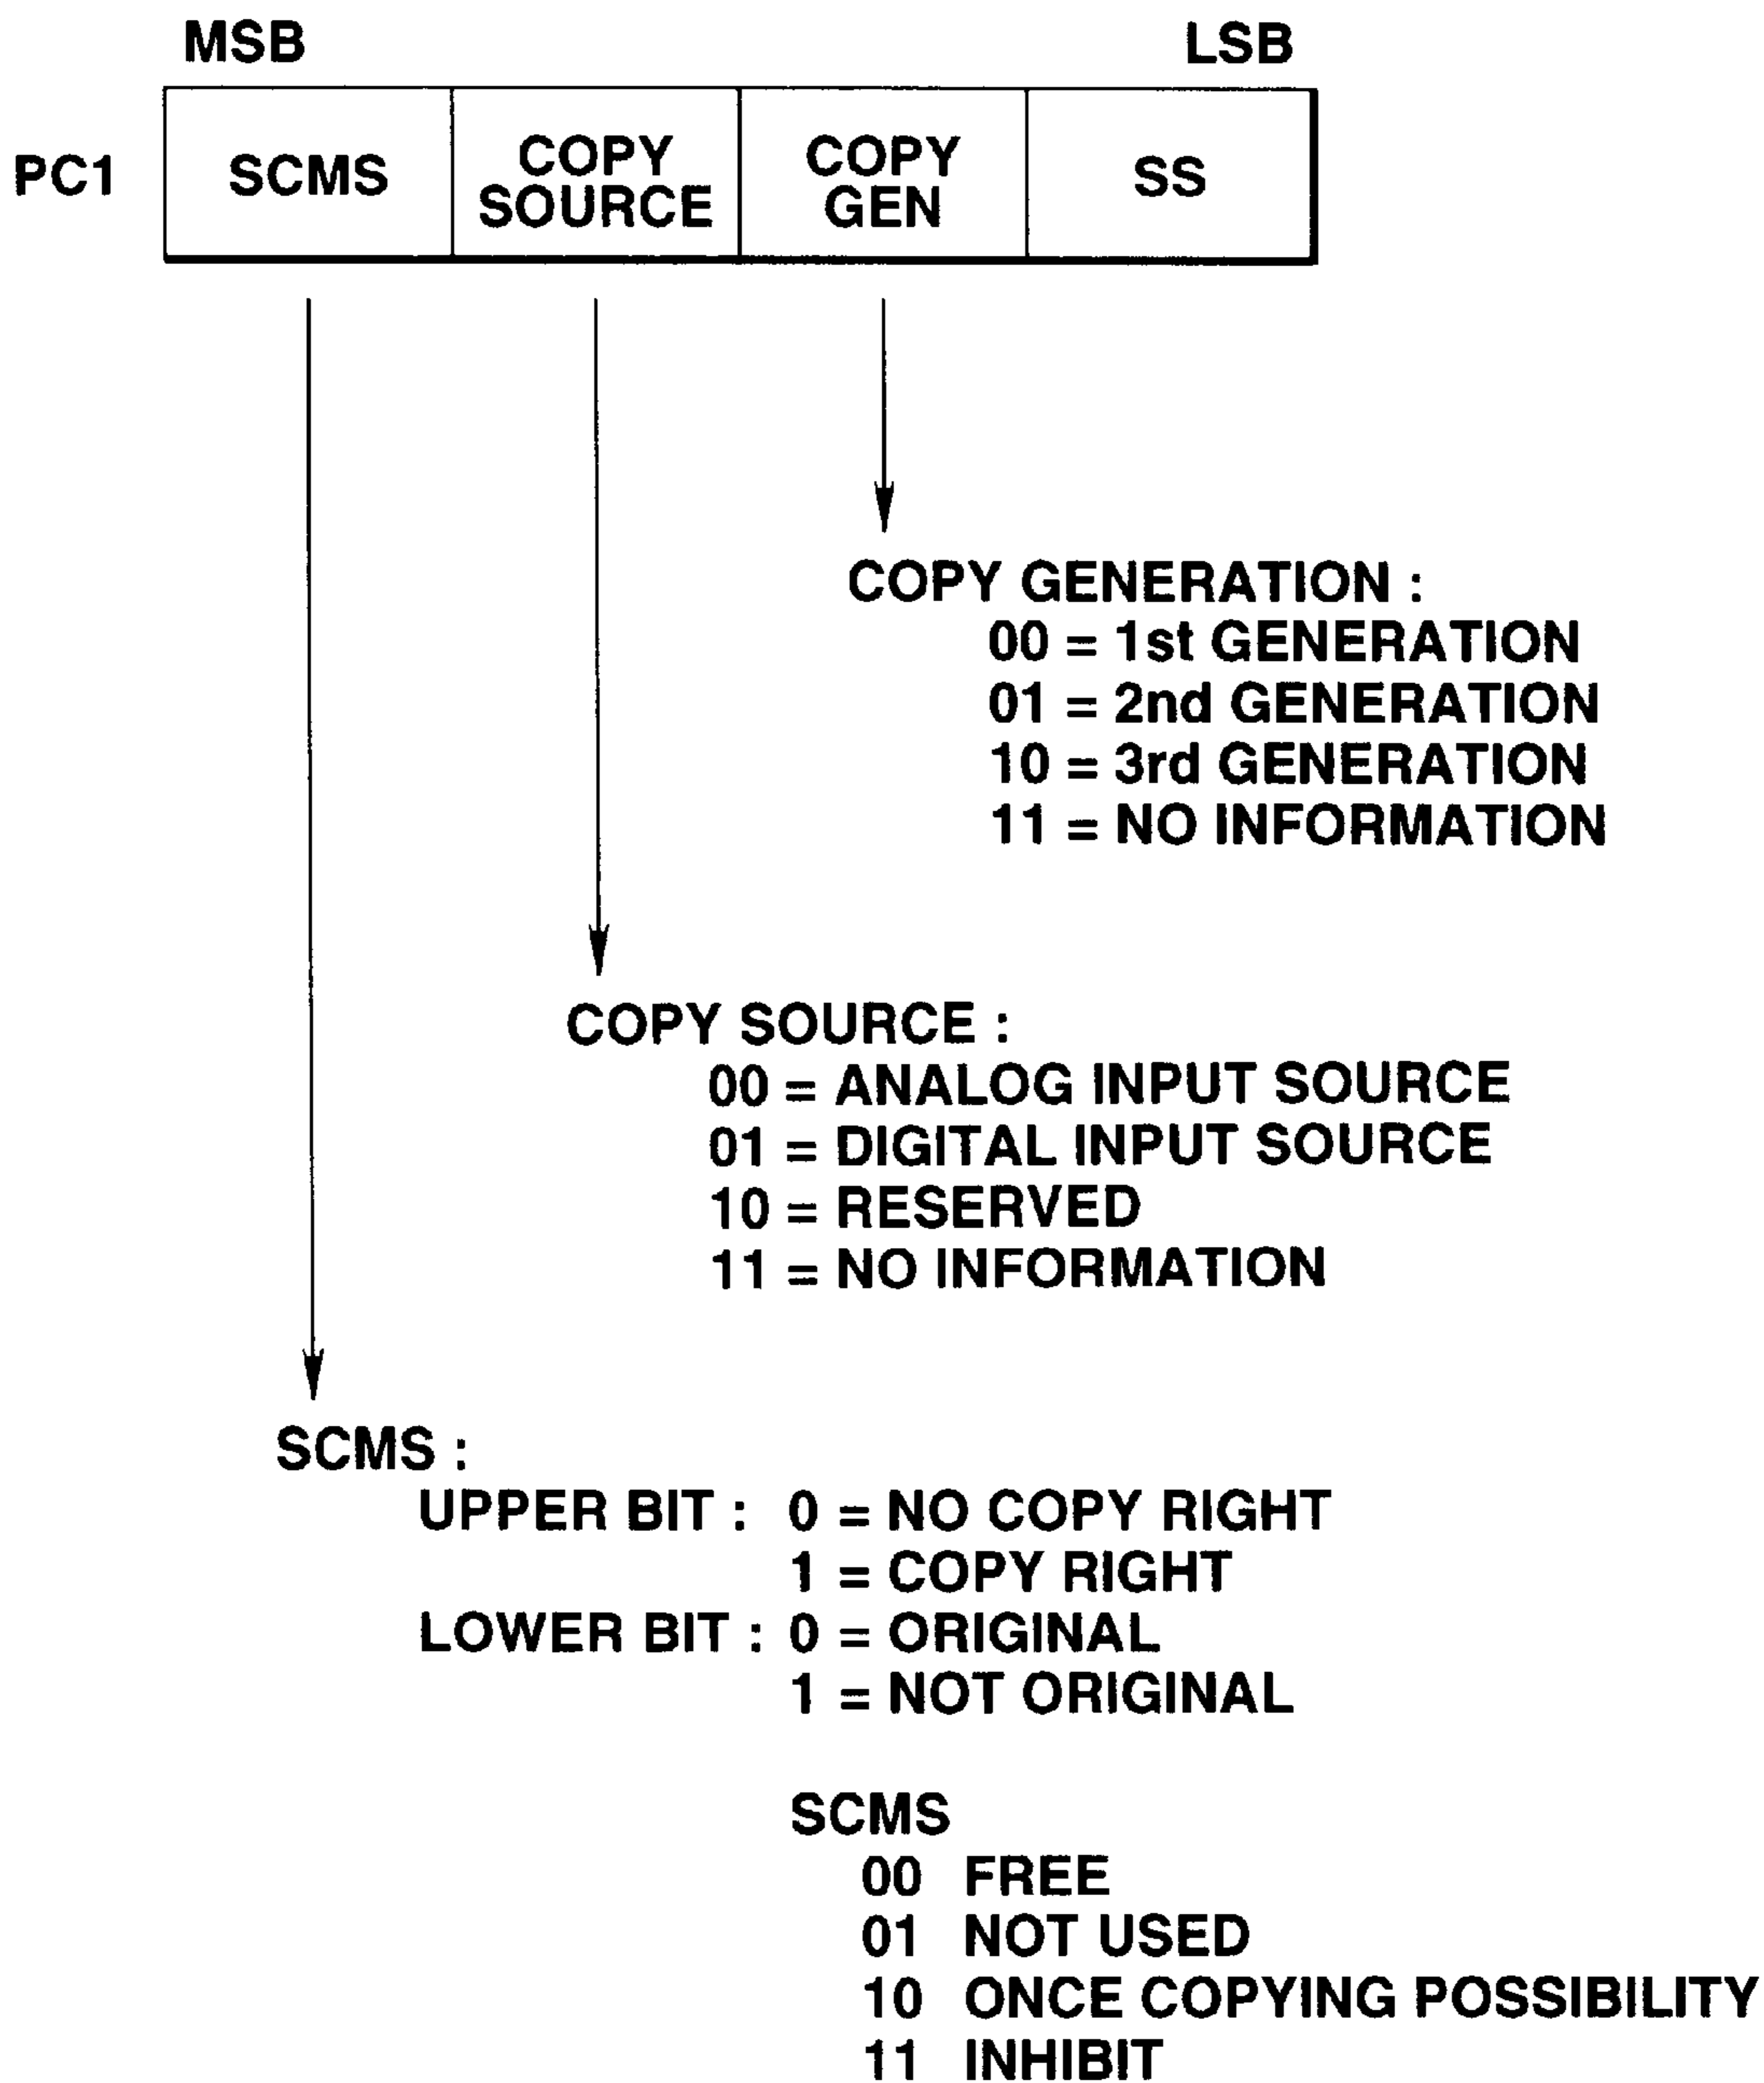 MSB LSB
PC1 SCMS COPY SOURCE COPY GEN SS
COPY GENERATION :
00 = 1st GENERATION
01 = 2nd GENERATION
10 = 3rd GENERATION
11 = NO INFORMATION
COPY SOURCE :
00 = ANALOG INPUT SOURCE
01 = DIGITAL INPUT SOURCE
10 = RESERVED
11 = NO INFORMATION
SCMS :
UPPER BIT : 0 = NO COPY RIGHT
1 = COPY RIGHT
LOWER BIT : 0 = ORIGINAL
1 = NOT ORIGINAL
SCMS
00 FREE
01 NOT USED
10 ONCE COPYING POSSIBILITY
11 INHIBIT